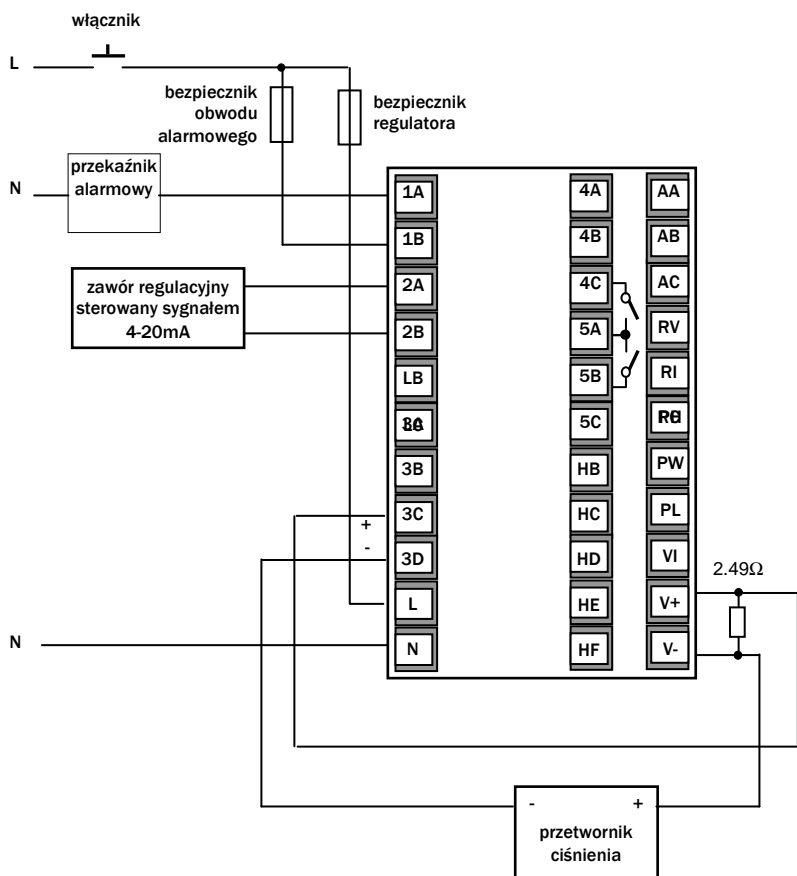 włącznik
L
bezpiecznik
obwodu
alarmowego
bezpiecznik
regulatora
N
przekaźnik
alarmowy
zawór regulacyjny
sterowany sygnałem
4-20mA
1A
1B
2A
2B
LB
3B
3C
3D
L
N
+
-
N
4A
4B
4C
5A
5B
5C
HB
HC
HD
HE
HF
AA
AB
AC
RV
RI
PW
PL
VI
V+
V-
2.49Ω
- +
przetwornik
ciśnienia